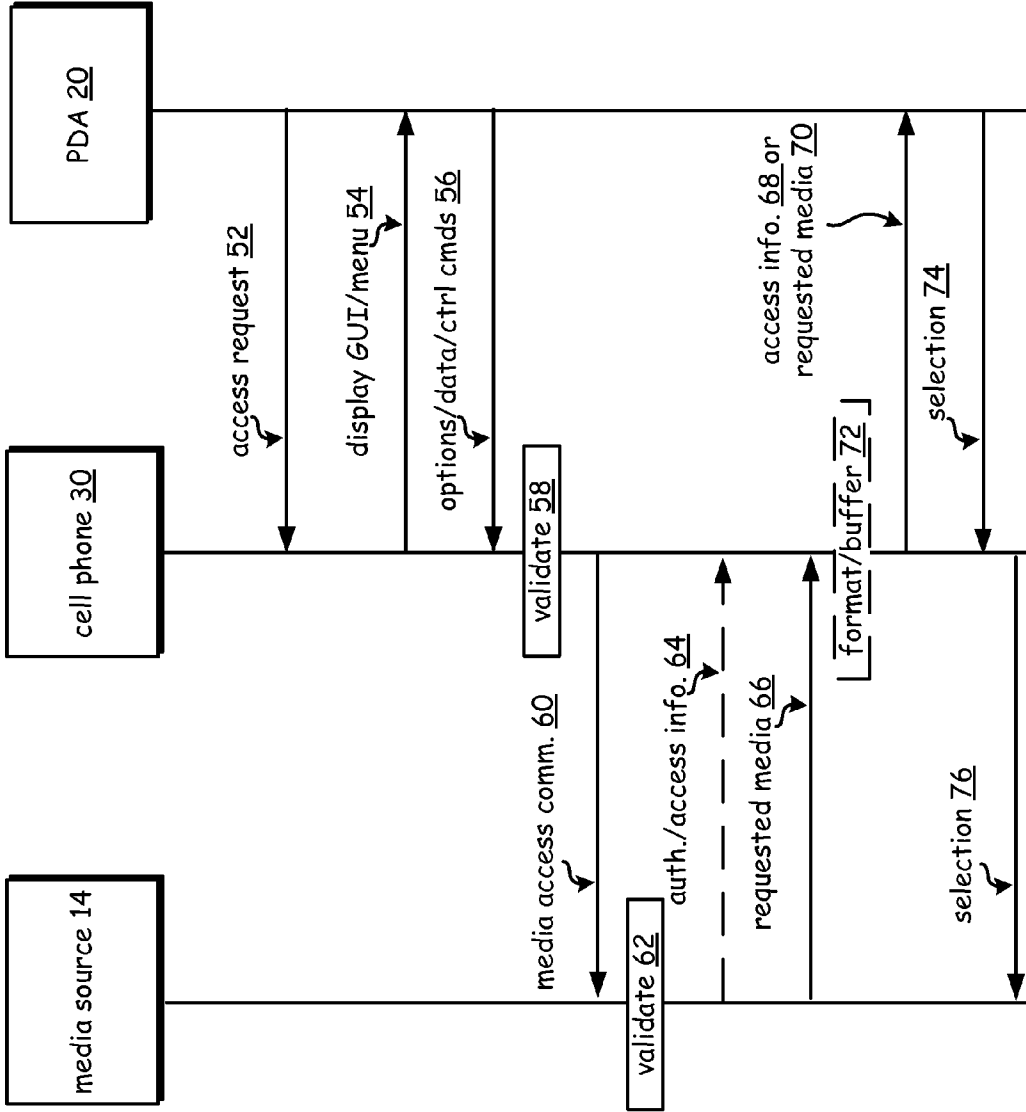 media source 14
cell phone 30
PDA 20
access request 52
display GUI/menu 54
options/data/ctrl cmds 56
validate 58
media access comm. 60
validate 62
auth./access info. 64
requested media 66
format/buffer 72
access info. 68 or
requested media 70
selection 74
selection 76